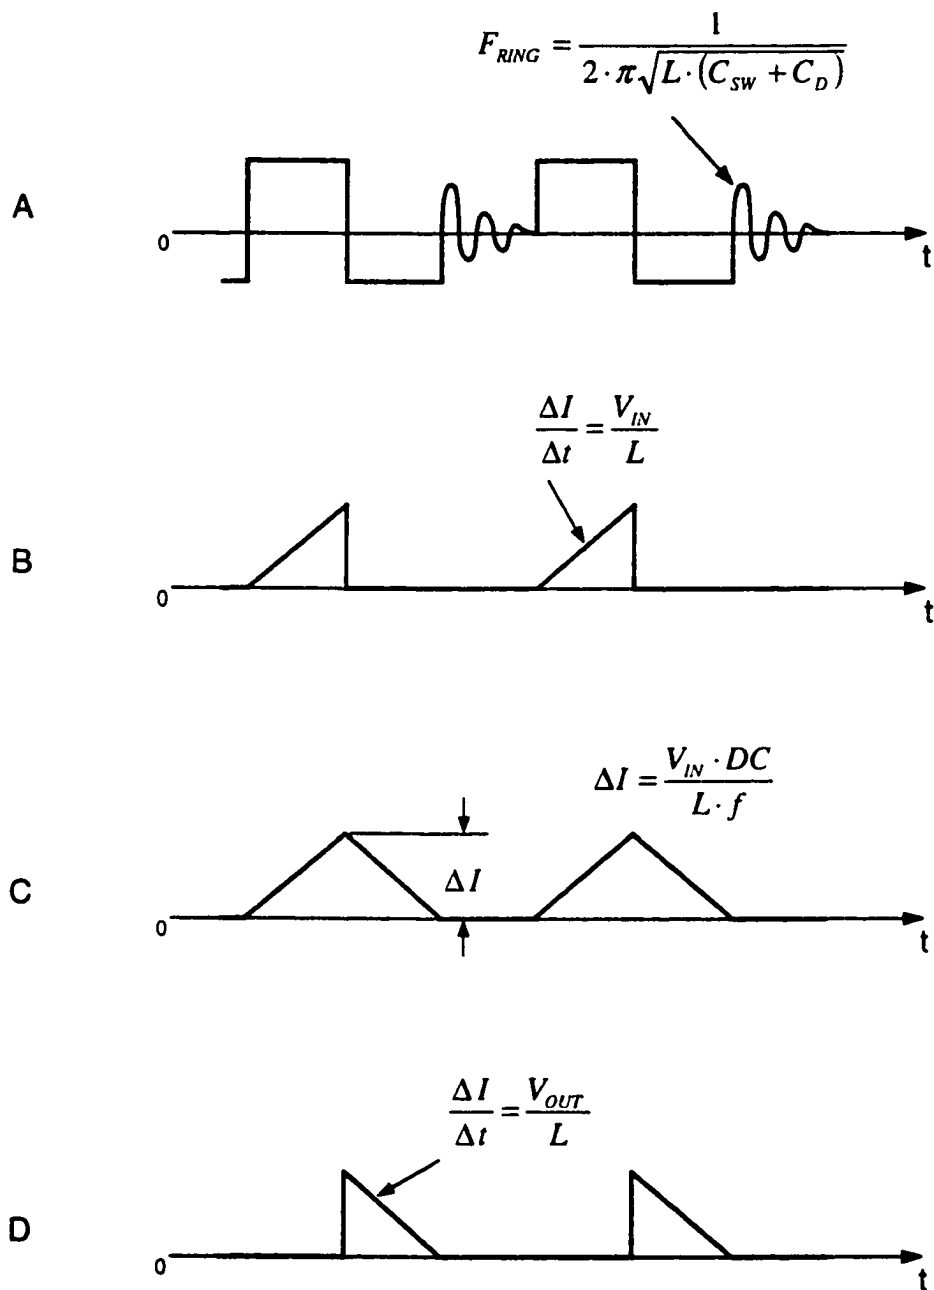 F_RING = 1 / (2 · π√(L · (C_SW + C_D)))
A
0
t
ΔI/Δt = V_IN/L
B
0
t
ΔI = (V_IN · DC)/(L · f)
C
ΔI
0
t
ΔI/Δt = V_OUT/L
D
0
t